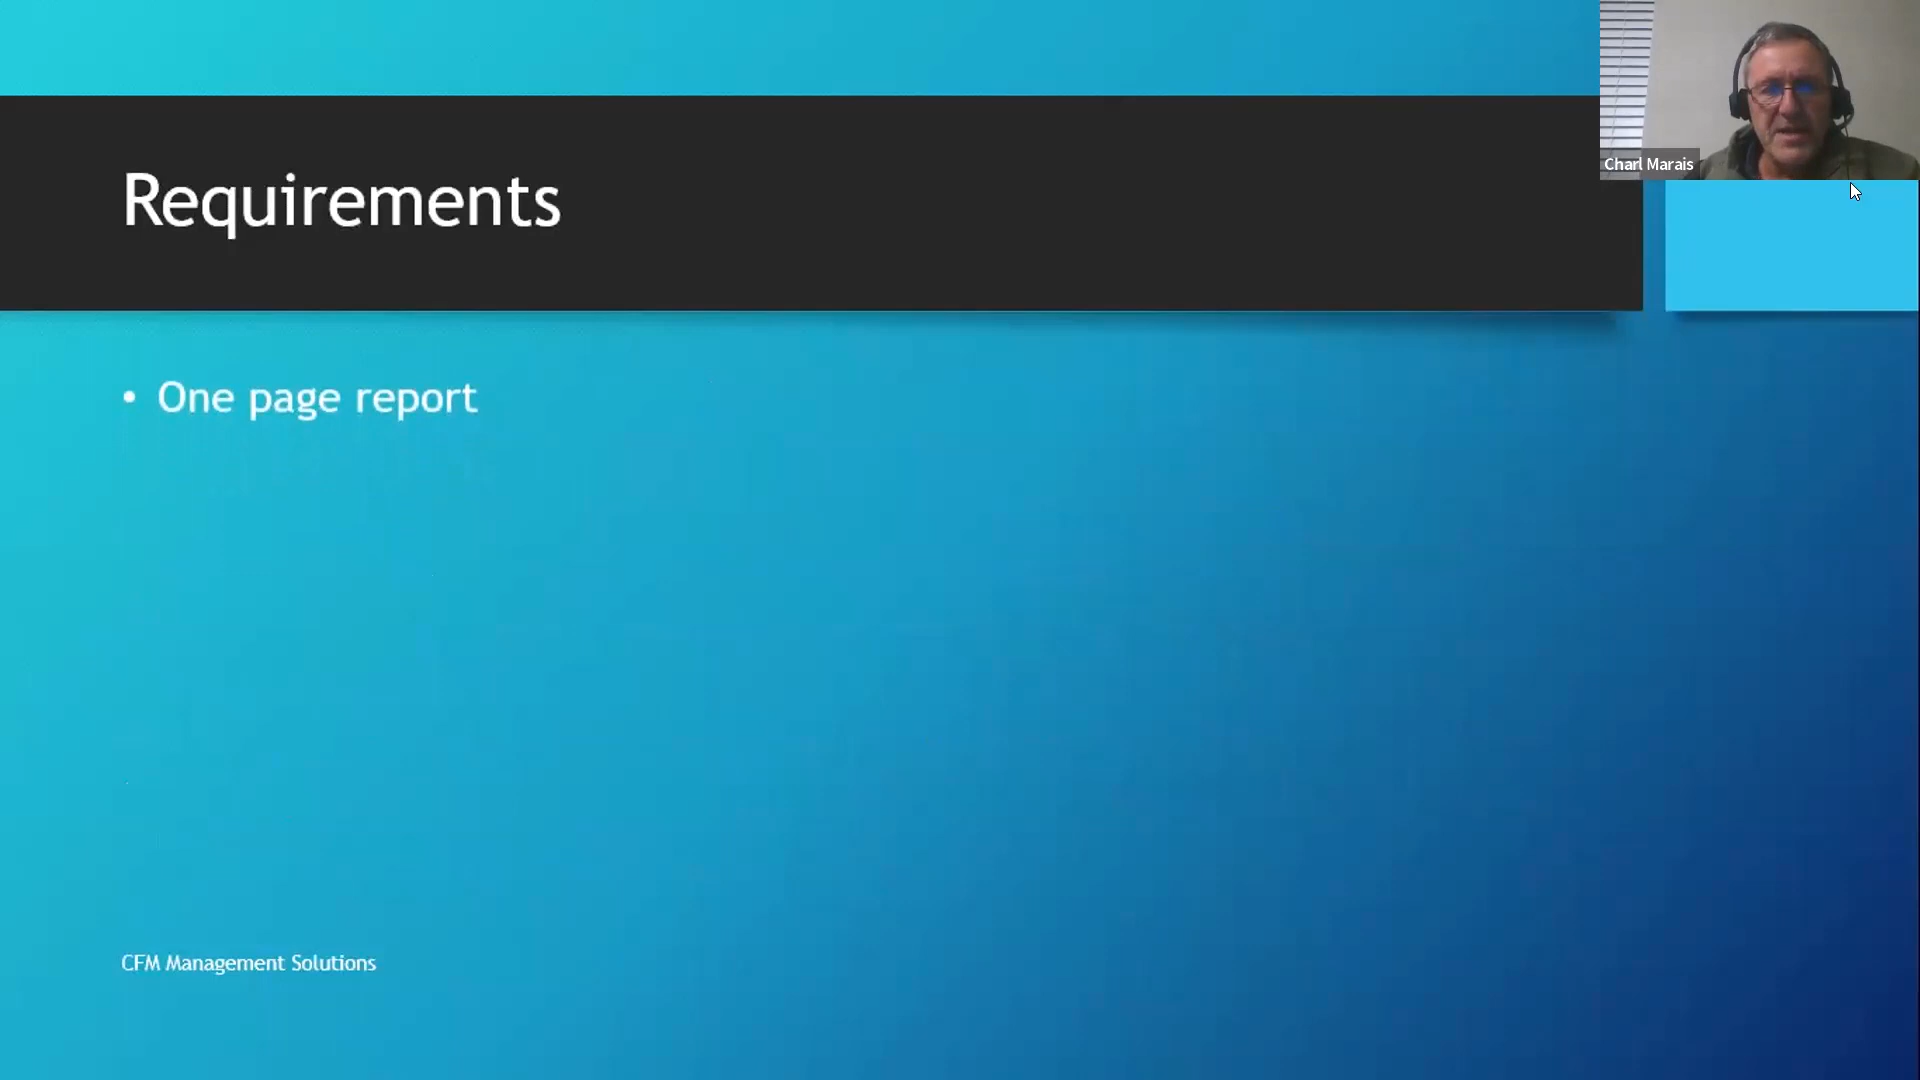 Charl Marais
Requirements
• One page report
CFM Management Solutions